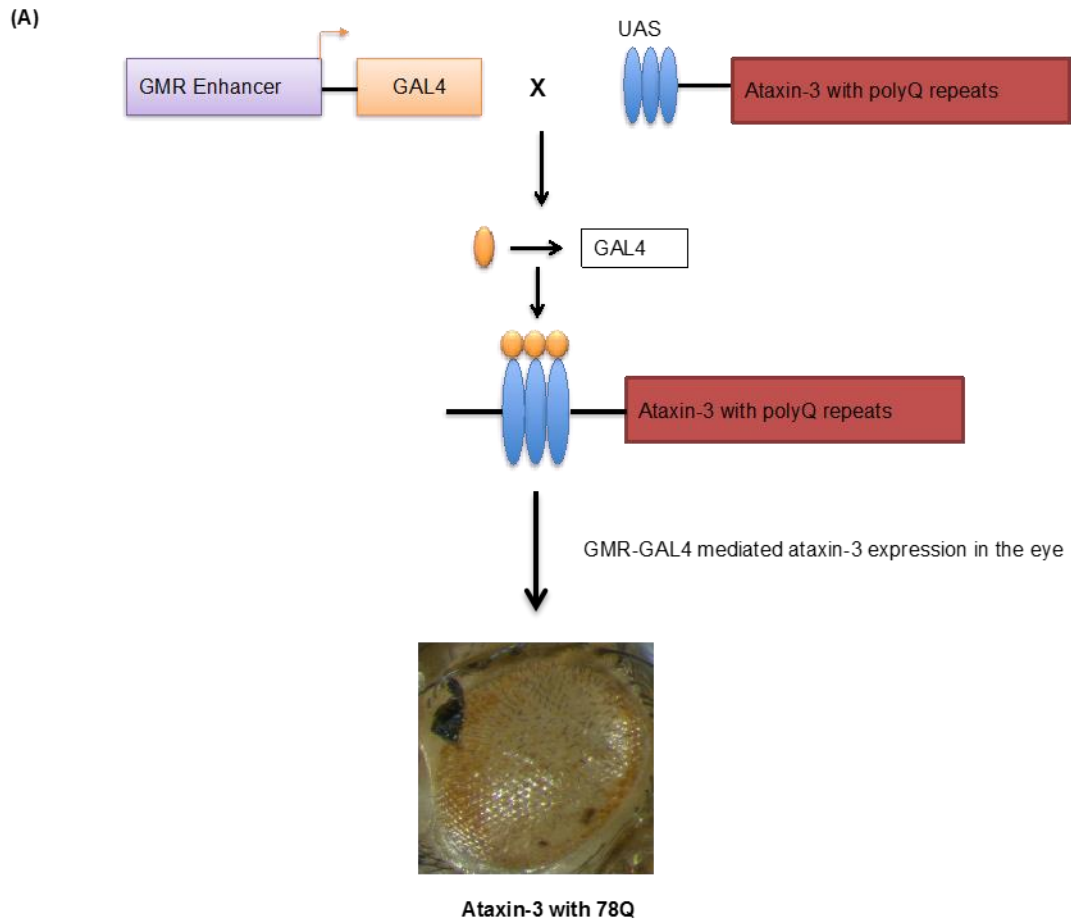 (A)
UAS
GMR Enhancer
GAL4
X
Ataxin-3 with polyQ repeats
GAL4
Ataxin-3 with polyQ repeats
GMR-GAL4 mediated ataxin-3 expression in the eye
Ataxin-3 with 78Q